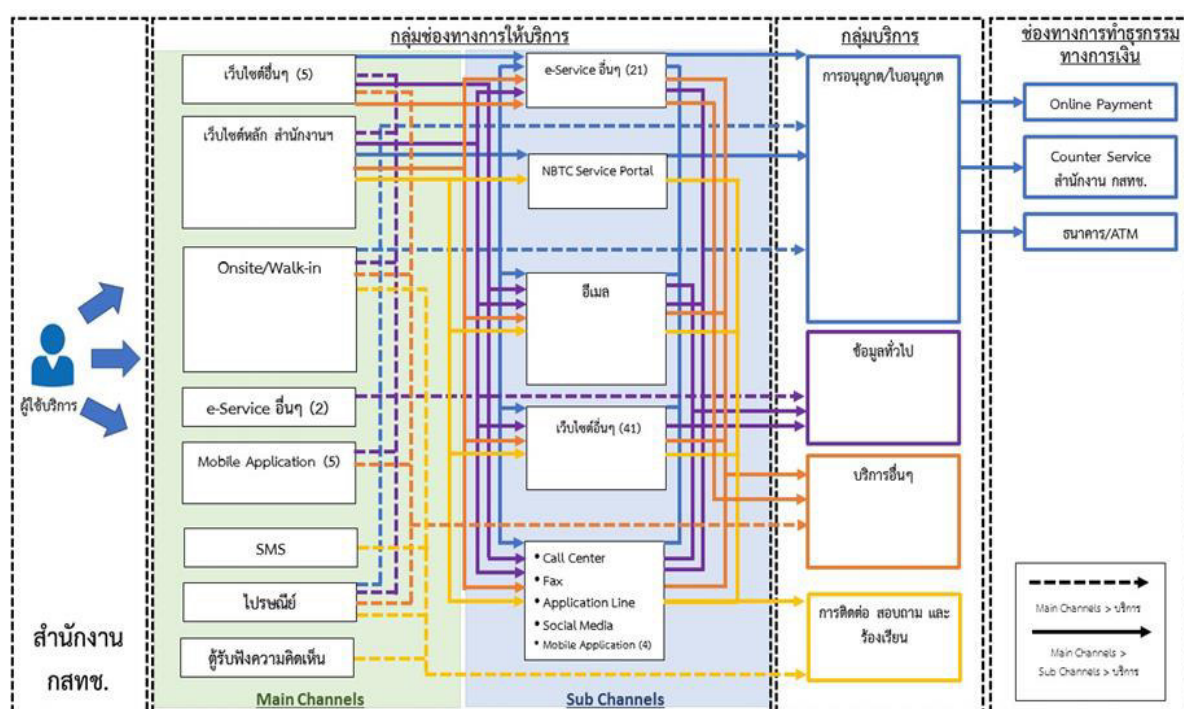 กลุ่มช่องทางการให้บริการ
กลุ่มบริการ
ช่องทางการทำธุรกรรม
ทางการเงิน
เว็บไซต์อื่นๆ (5)
เว็บไซต์หลัก สำนักงานฯ
Onsite/Walk-in
e-Service อื่นๆ (2)
Mobile Application (5)
SMS
ไปรษณีย์
ตู้รับฟังความคิดเห็น
Main Channels
e-Service อื่นๆ (21)
NBTC Service Portal
อีเมล
เว็บไซต์อื่นๆ (41)
• Call Center
• Fax
• Application Line
• Social Media
• Mobile Application (4)
Sub Channels
การอนุญาต/ใบอนุญาต
ข้อมูลทั่วไป
บริการอื่นๆ
การติดต่อ สอบถาม และ
ร้องเรียน
Online Payment
Counter Service
สำนักงาน กสทช.
ธนาคาร/ATM
ผู้ใช้บริการ
สำนักงาน
กสทช.
Main Channels > บริการ
Main Channels >
Sub Channels > บริการ